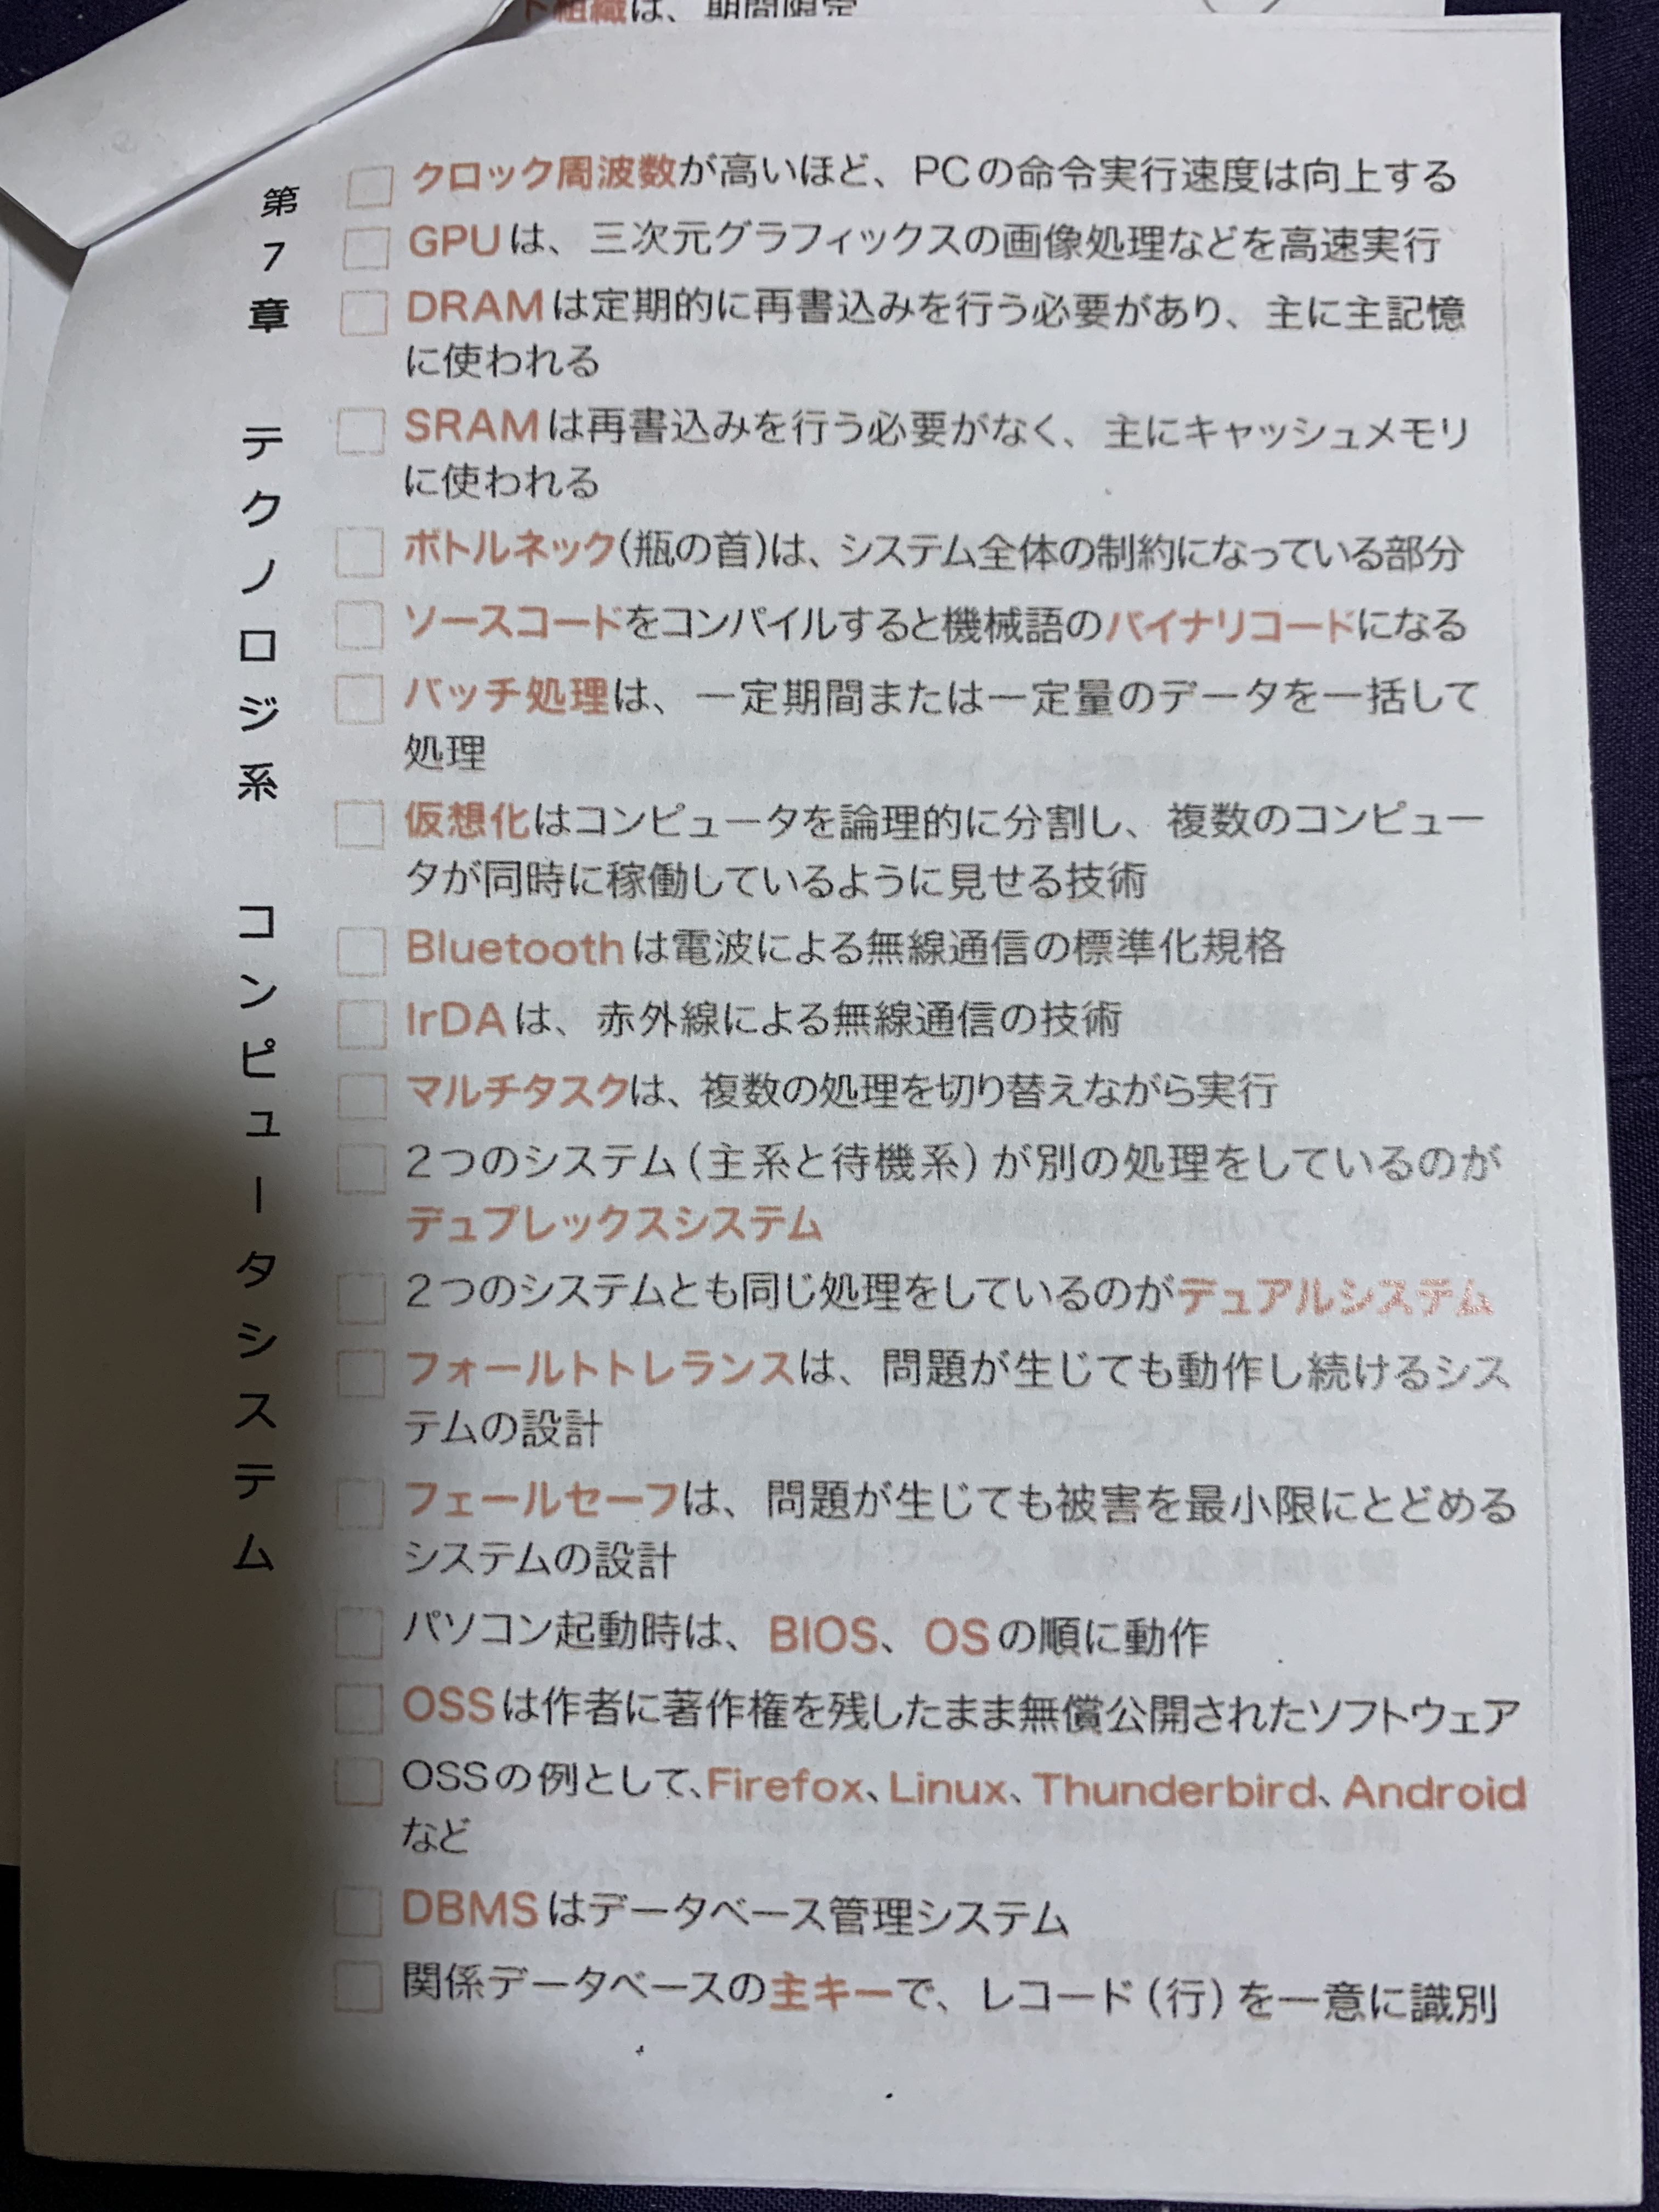 組織は、期間限定
第7章 テクノロジ系 コンピュータシステム
クロック周波数が高いほど、PCの命令実行速度は向上する
GPUは、三次元グラフィックスの画像処理などを高速実行
DRAMは定期的に再書込みを行う必要があり、主に主記憶
に使われる
SRAMは再書込みを行う必要がなく、主にキャッシュメモリ
に使われる
ボトルネック(瓶の首)は、システム全体の制約になっている部分
ソースコードをコンパイルすると機械語のバイナリコードになる
バッチ処理は、一定期間または一定量のデータを一括して
処理
仮想化はコンピュータを論理的に分割し、複数のコンピュー
タが同時に稼働しているように見せる技術
Bluetoothは電波による無線通信の標準化規格
IrDAは、赤外線による無線通信の技術
マルチタスクは、複数の処理を切り替えながら実行
2つのシステム(主系と待機系)が別の処理をしているのが
デュプレックスシステム
2つのシステムとも同じ処理をしているのがデュアルシステム
フォールトトレランスは、問題が生じても動作し続けるシス
テムの設計
フェールセーフは、問題が生じても被害を最小限にとどめる
システムの設計
パソコン起動時は、BIOS、OSの順に動作
OSSは作者に著作権を残したまま無償公開されたソフトウェア
OSSの例として、Firefox、Linux、Thunderbird、Android
など
DBMSはデータベース管理システム
関係データベースの主キーで、レコード(行)を一意に識別